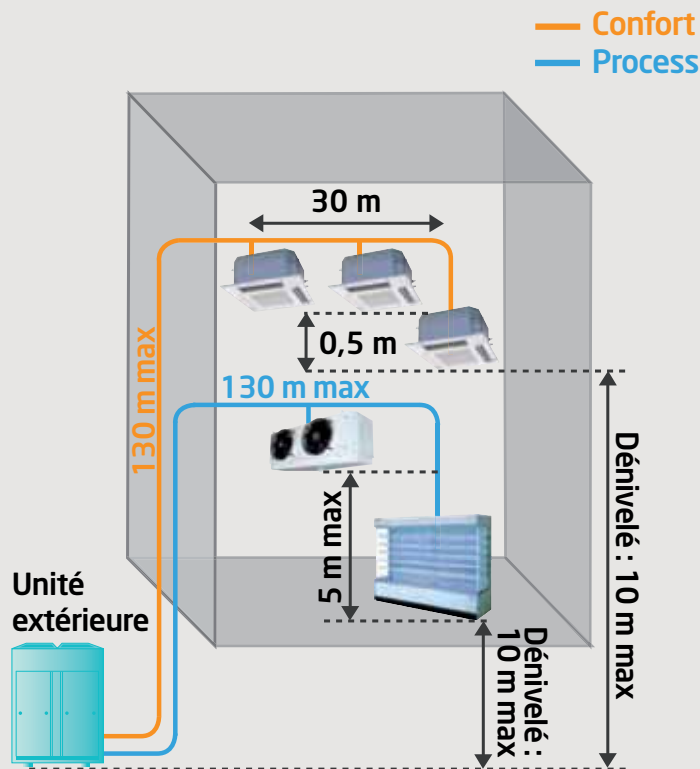 Confort
Process
30 m
0,5 m
130 m max
130 m max
5 m max
Dénivelé : 10 m max
Dénivelé :
10 m max
Unité
extérieure